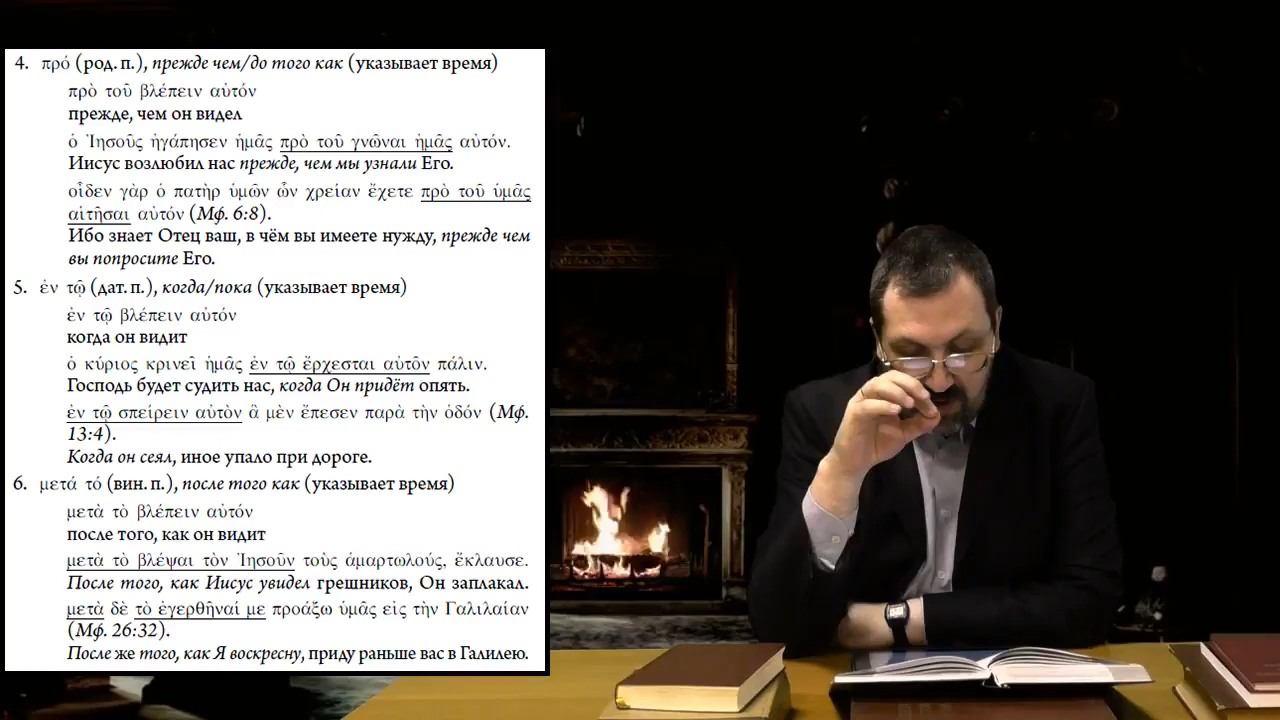 4. πρό (род. п.), прежде чем/до того как (указывает время)
πρὸ τοῦ βλέπειν αὐτόν
прежде, чем он видел
ὁ Ἰησοῦς ἠγάπησεν ἡμᾶς πρὸ τοῦ γνῶναι ἡμᾶς αὐτόν.
Иисус возлюбил нас прежде, чем мы узнали Его.
οἶδεν γὰρ ὁ πατὴρ ὑμῶν ὧν χρείαν ἔχετε πρὸ τοῦ ὑμᾶς
αἰτῆσαι αὐτόν (Мф. 6:8).
Ибо знает Отец ваш, в чём вы имеете нужду, прежде чем
вы попросите Его.
5. ἐν τῷ (дат. п.), когда/пока (указывает время)
ἐν τῷ βλέπειν αὐτόν
когда он видит
ὁ κύριος κρινεῖ ἡμᾶς ἐν τῷ ἔρχεσται αὐτὸν πάλιν.
Господь будет судить нас, когда Он придёт опять.
ἐν τῷ σπείρειν αὐτὸν ἃ μὲν ἔπεσεν παρὰ τὴν ὁδόν (Мф.
13:4).
Когда он сеял, иное упало при дороге.
6. μετά τό (вин. п.), после того как (указывает время)
μετὰ τὸ βλέπειν αὐτόν
после того, как он видит
μετὰ τὸ βλέψαι τὸν Ἰησοῦν τοὺς ἁμαρτωλούς, ἔκλαυσε.
После того, как Иисус увидел грешников, Он заплакал.
μετὰ δὲ τὸ ἐγερθῆναί με προάξω ὑμᾶς εἰς τὴν Γαλιλαίαν
(Мф. 26:32).
После же того, как Я воскресну, приду раньше вас в Галилею.